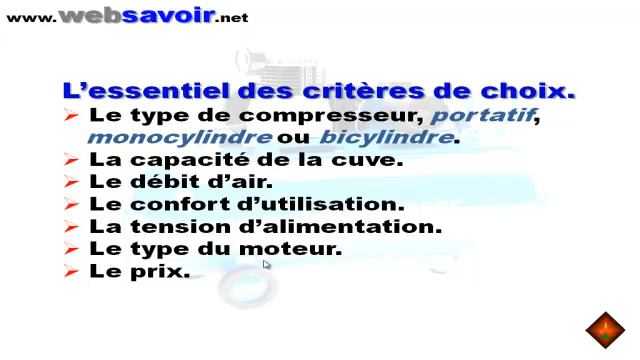 www.websavoir.net
L'essentiel des critères de choix.
Le type de compresseur, portatif,
monocylindre ou bicylindre.
La capacité de la cuve.
Le débit d'air.
Le confort d'utilisation.
La tension d'alimentation.
Le type du moteur.
Le prix.